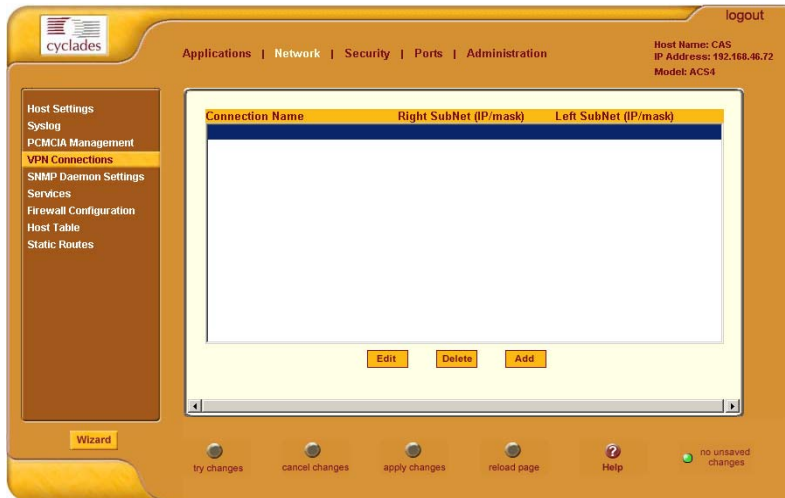 logout
cyclades
Applications | Network | Security | Ports | Administration
Host Name: CAS
IP Address: 192.168.46.72
Model: ACS4
Host Settings
Syslog
PCMCIA Management
VPN Connections
SNMP Daemon Settings
Services
Firewall Configuration
Host Table
Static Routes
Connection Name Right SubNet (IP/mask) Left SubNet (IP/mask)
Edit Delete Add
Wizard
try changes cancel changes apply changes reload page Help no unsaved changes